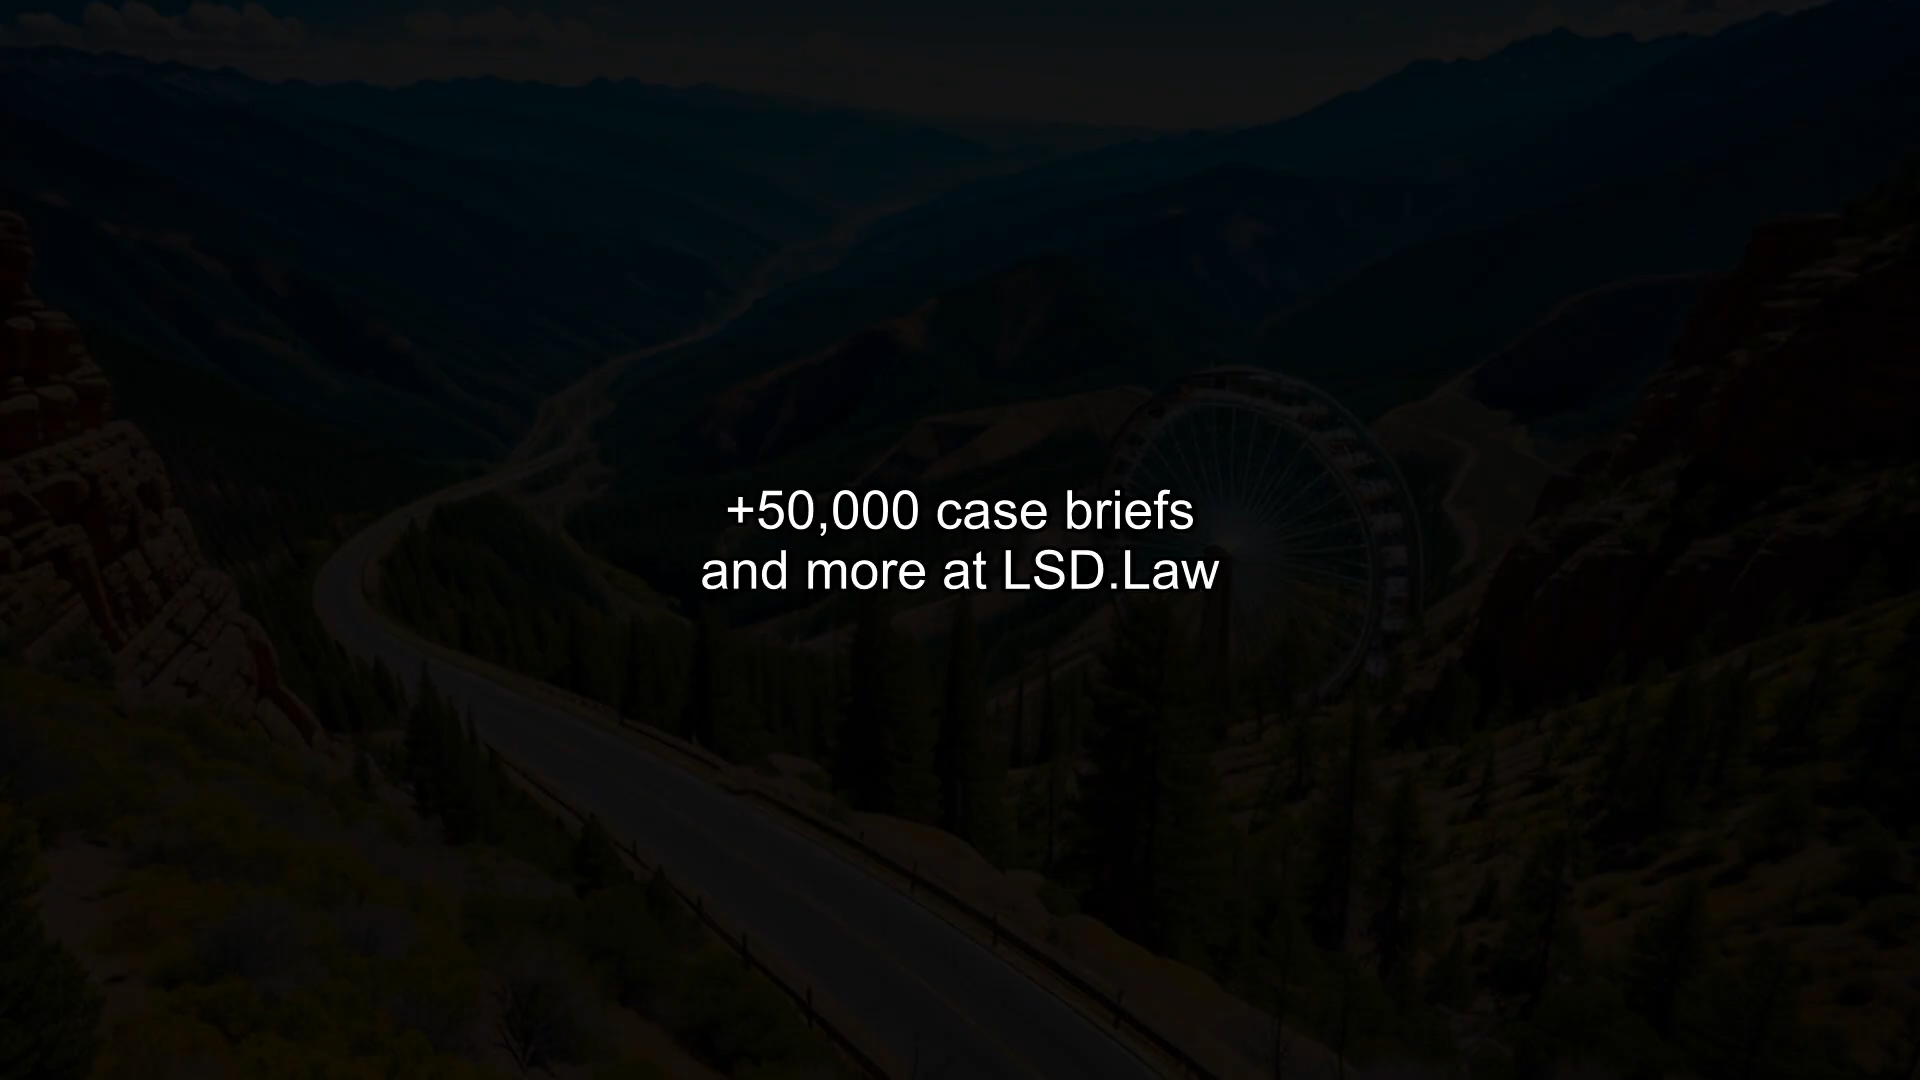 +50,000 case briefs
and more at LSD.Law